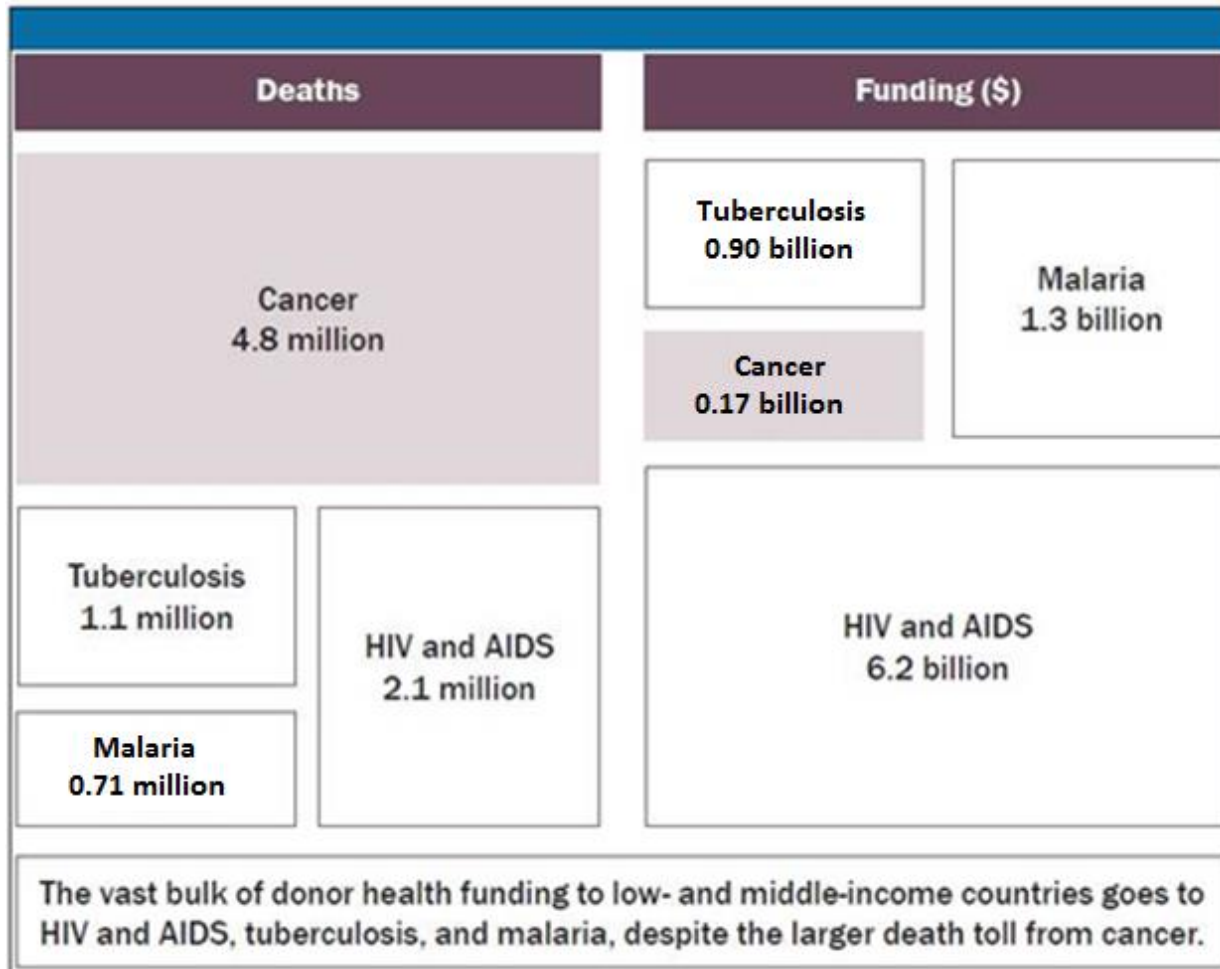 Deaths
Cancer
4.8 million
Tuberculosis
1.1 million
Malaria
0.71 million
HIV and AIDS
2.1 million
Funding ($)
Tuberculosis
0.90 billion
Cancer
0.17 billion
Malaria
1.3 billion
HIV and AIDS
6.2 billion
The vast bulk of donor health funding to low- and middle-income countries goes to
HIV and AIDS, tuberculosis, and malaria, despite the larger death toll from cancer.